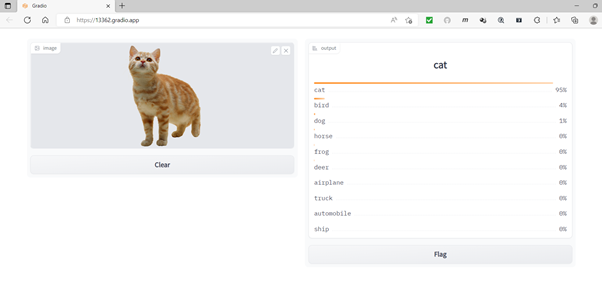 Gradio
https://13362.gradio.app
image
output
cat
cat 95%
bird 4%
dog 1%
horse 0%
frog 0%
deer 0%
airplane 0%
truck 0%
automobile 0%
ship 0%
Clear
Flag